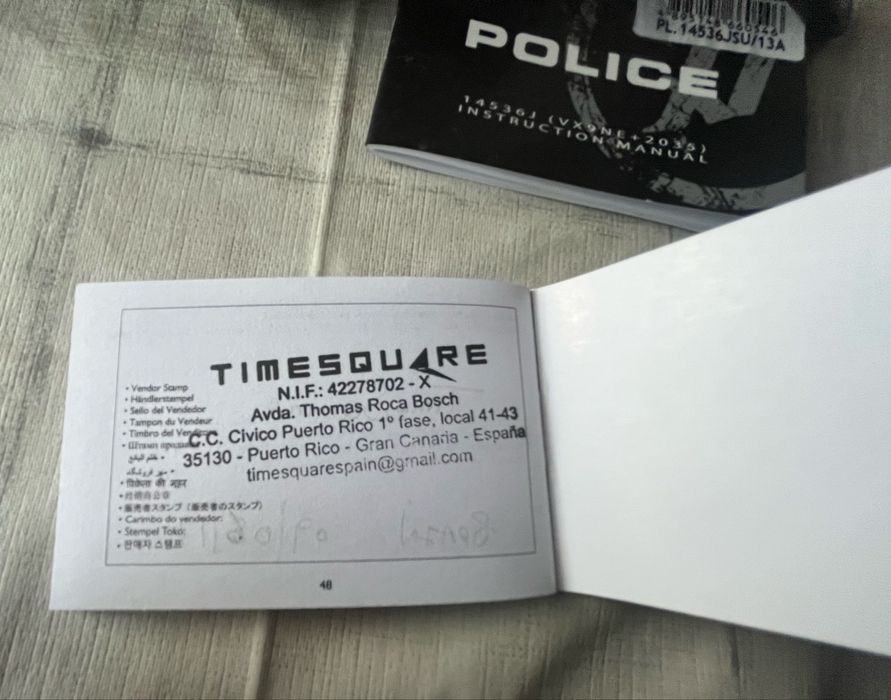 PL.14536JSU/13A
POLICE
14536J (VX9NE+2035)
INSTRUCTION MANUAL
TIMESQUARE
N.I.F.: 42278702 - X
Avda. Thomas Roca Bosch
C.C. Civico Puerto Rico 1º fase, local 41-43
35130 - Puerto Rico - Gran Canaria - España
timesquarespain@gmail.com
• Vendor Stamp
• Händlerstempel
• Sello del Vendedor
• Tampon du Vendeur
• Timbro del
• विक्रेता की मुहर
• 販売者スタンプ (販売者のスタンプ)
• Carimbo do vendedor:
• Stempel Toko:
• 판매자 스탬프
48